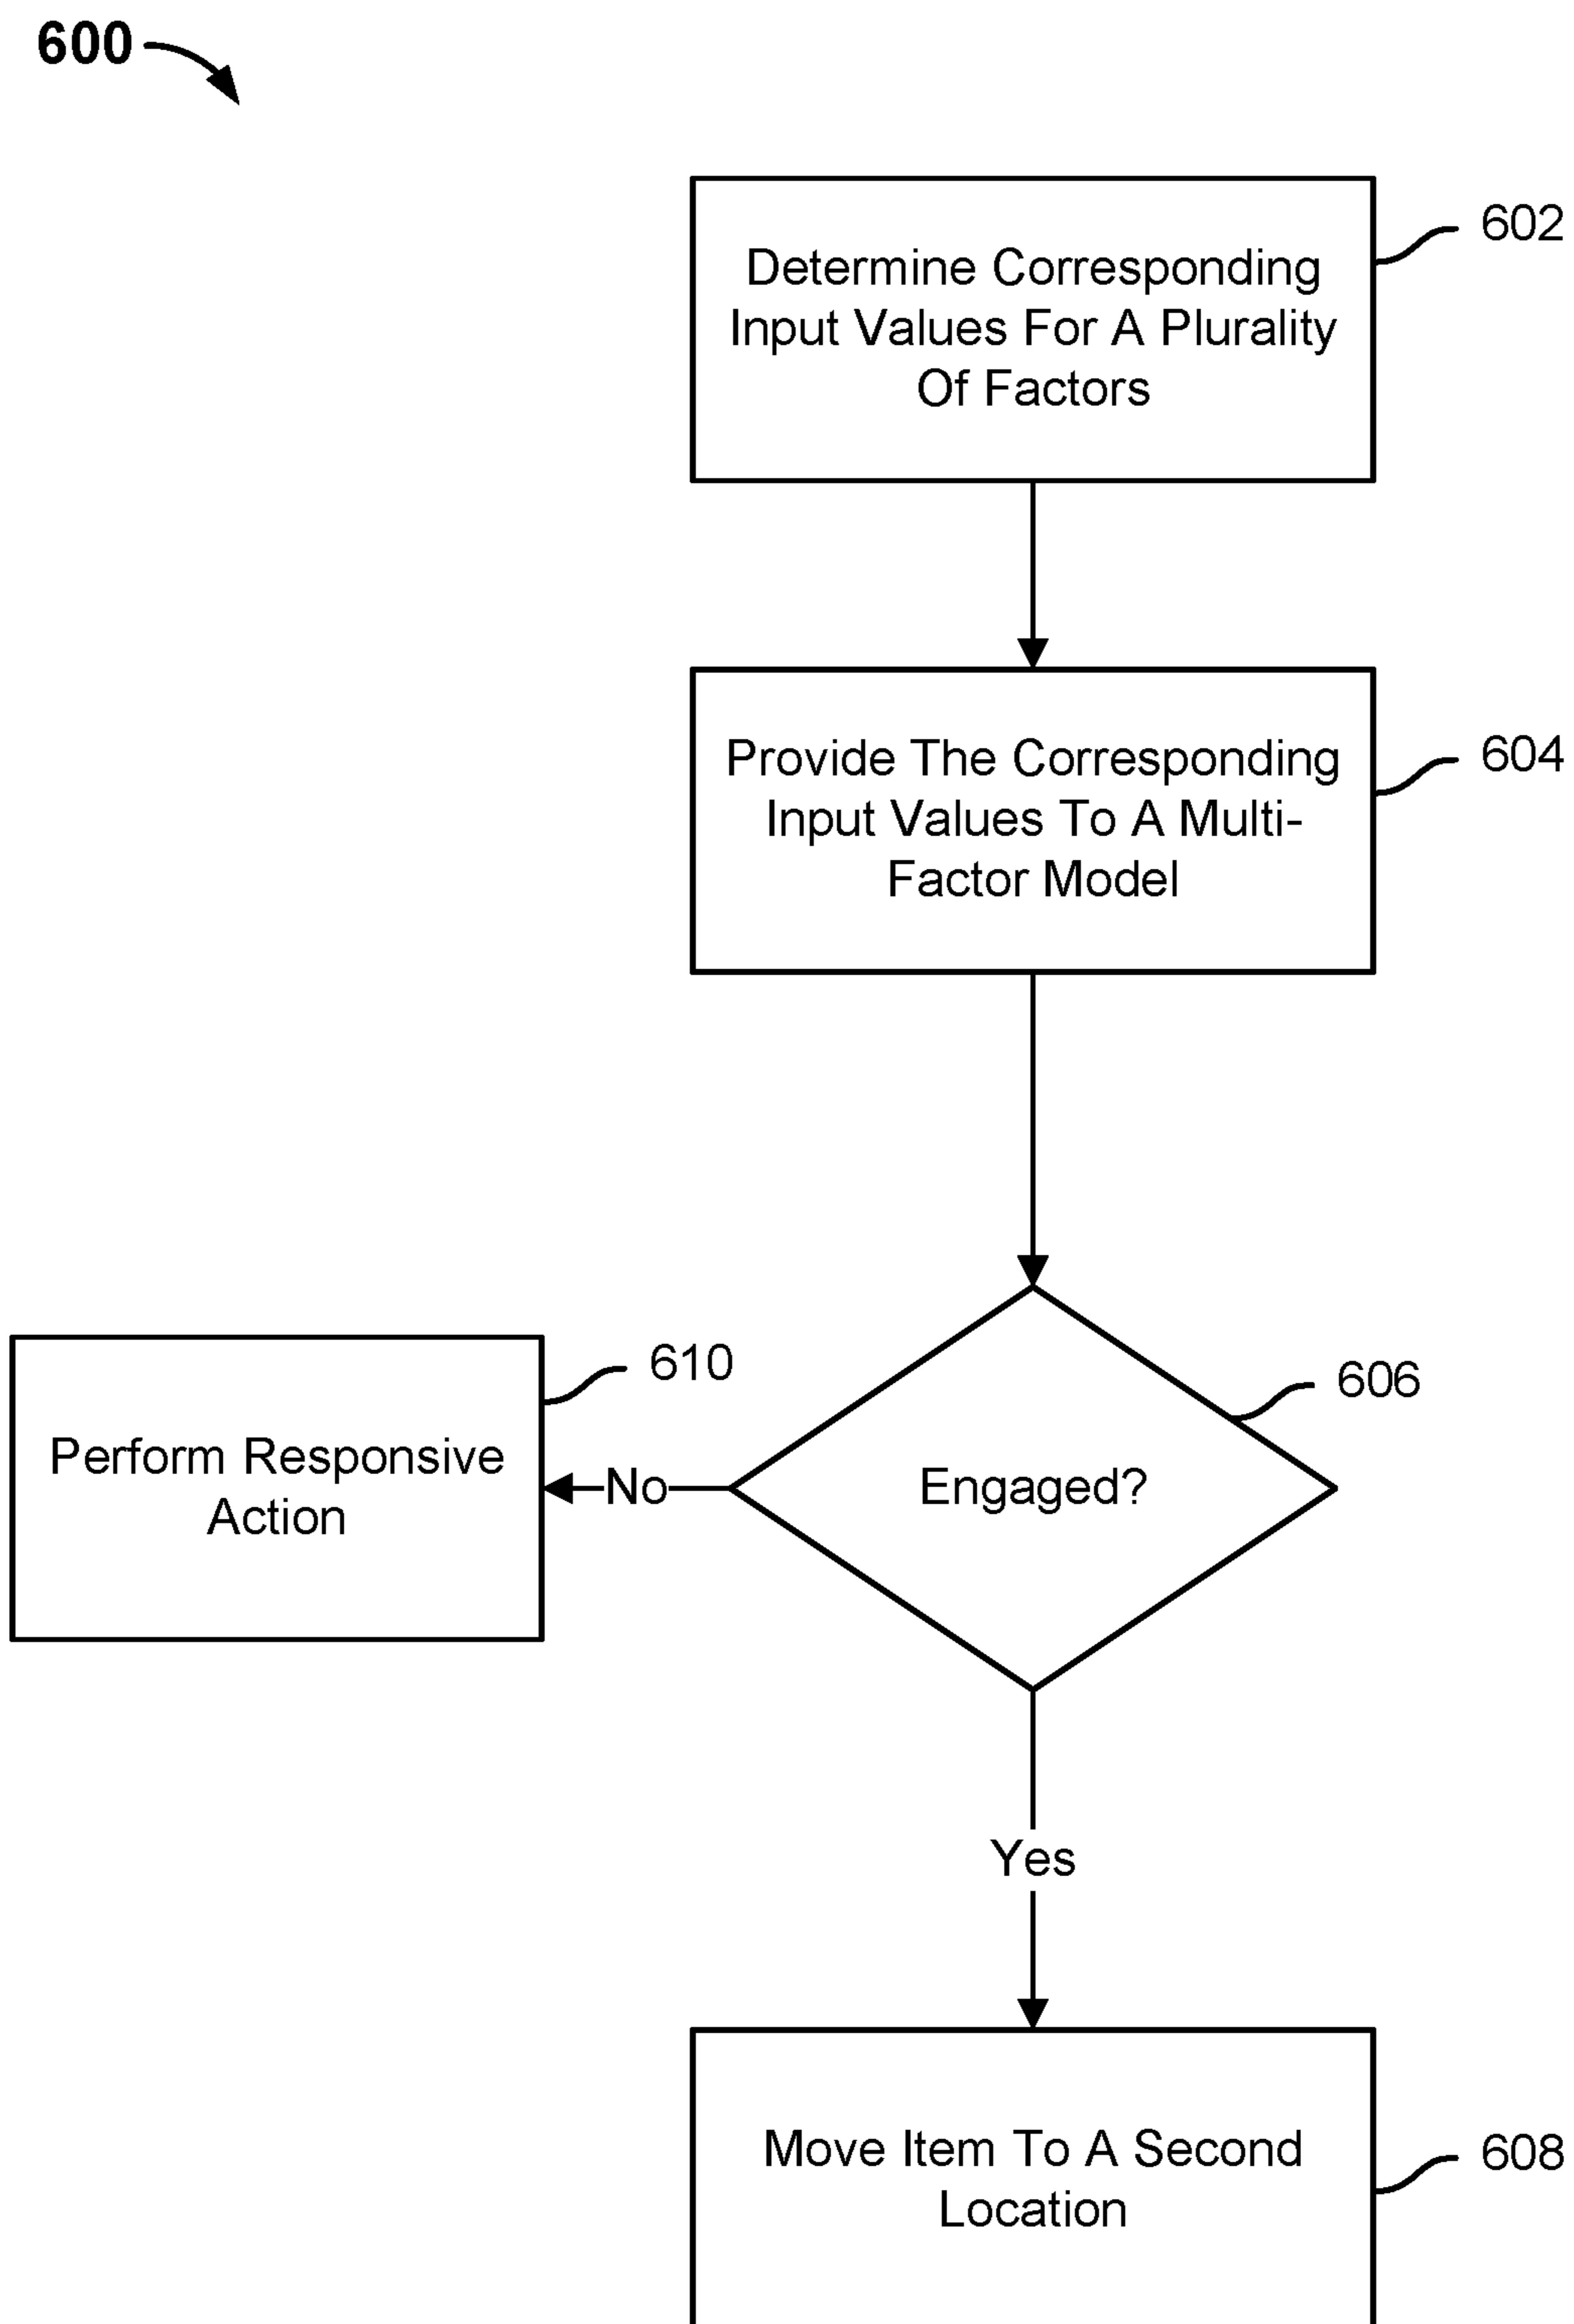 600
Determine Corresponding
Input Values For A Plurality
Of Factors
602
Provide The Corresponding
Input Values To A Multi-
Factor Model
604
Engaged?
606
No
Perform Responsive
Action
610
Yes
Move Item To A Second
Location
608